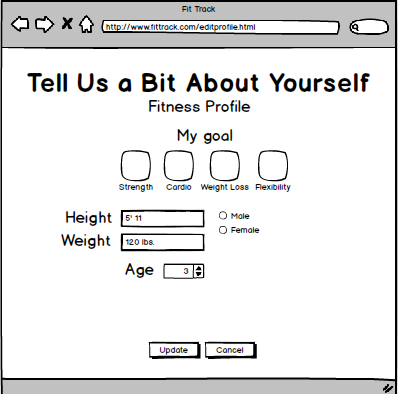 Fit Track
http://www.fittrack.com/editprofile.html
Tell Us a Bit About Yourself
Fitness Profile
My goal
Strength Cardio Weight Loss Flexibility
Height 5' 11 Male
Female
Weight 120 lbs.
Age 3
Update Cancel